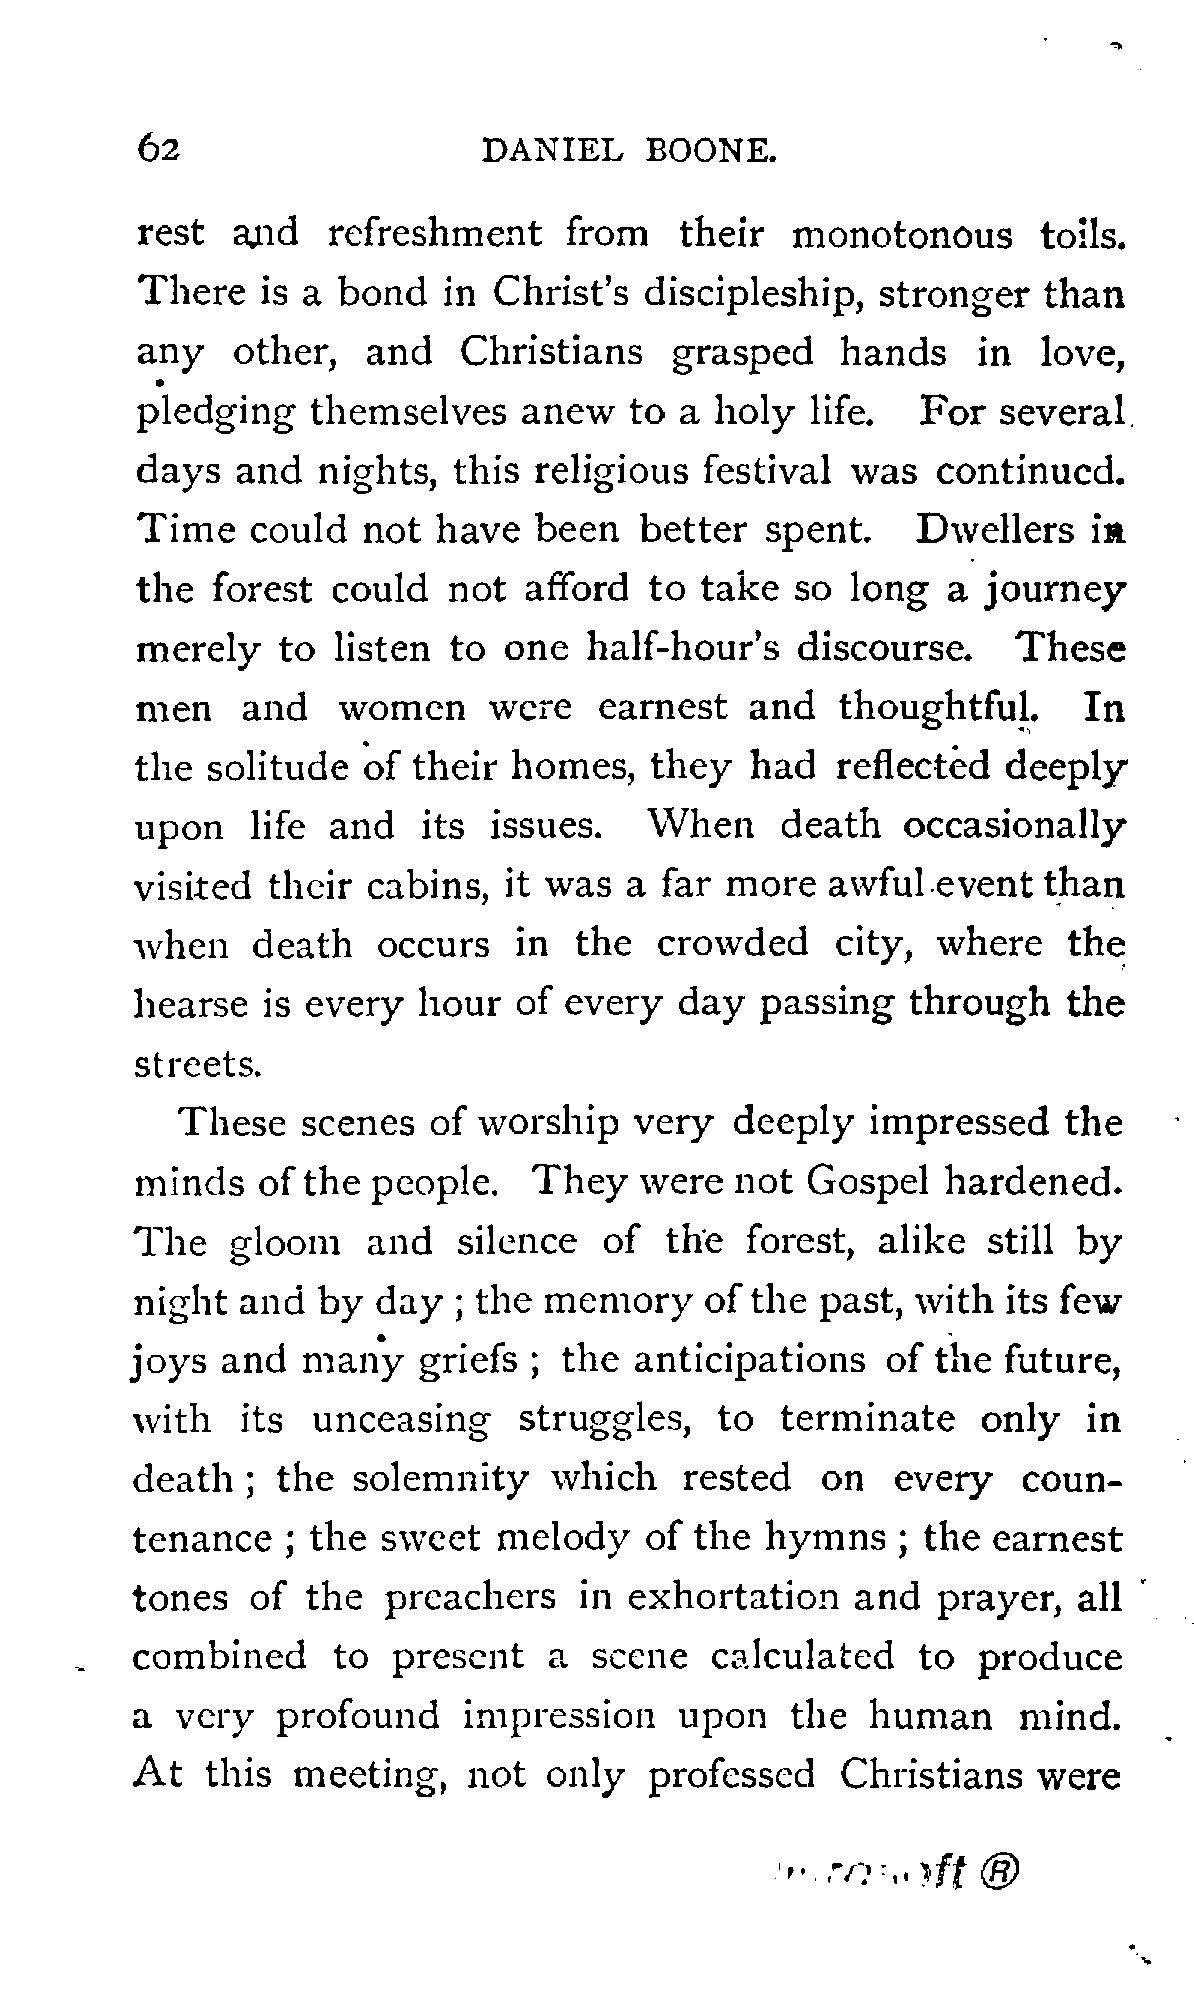 62 DANIEL BOONE.
rest and refreshment from their monotonous toils.
There is a bond in Christ's discipleship, stronger than
any other, and Christians grasped hands in love,
pledging themselves anew to a holy life. For several
days and nights, this religious festival was continued.
Time could not have been better spent. Dwellers in
the forest could not afford to take so long a journey
merely to listen to one half-hour's discourse. These
men and women were earnest and thoughtful. In
the solitude of their homes, they had reflected deeply
upon life and its issues. When death occasionally
visited their cabins, it was a far more awful event than
when death occurs in the crowded city, where the
hearse is every hour of every day passing through the
streets.
These scenes of worship very deeply impressed the
minds of the people. They were not Gospel hardened.
The gloom and silence of the forest, alike still by
night and by day ; the memory of the past, with its few
joys and many griefs ; the anticipations of the future,
with its unceasing struggles, to terminate only in
death ; the solemnity which rested on every coun-
tenance ; the sweet melody of the hymns ; the earnest
tones of the preachers in exhortation and prayer, all
combined to present a scene calculated to produce
a very profound impression upon the human mind.
At this meeting, not only professed Christians were
®